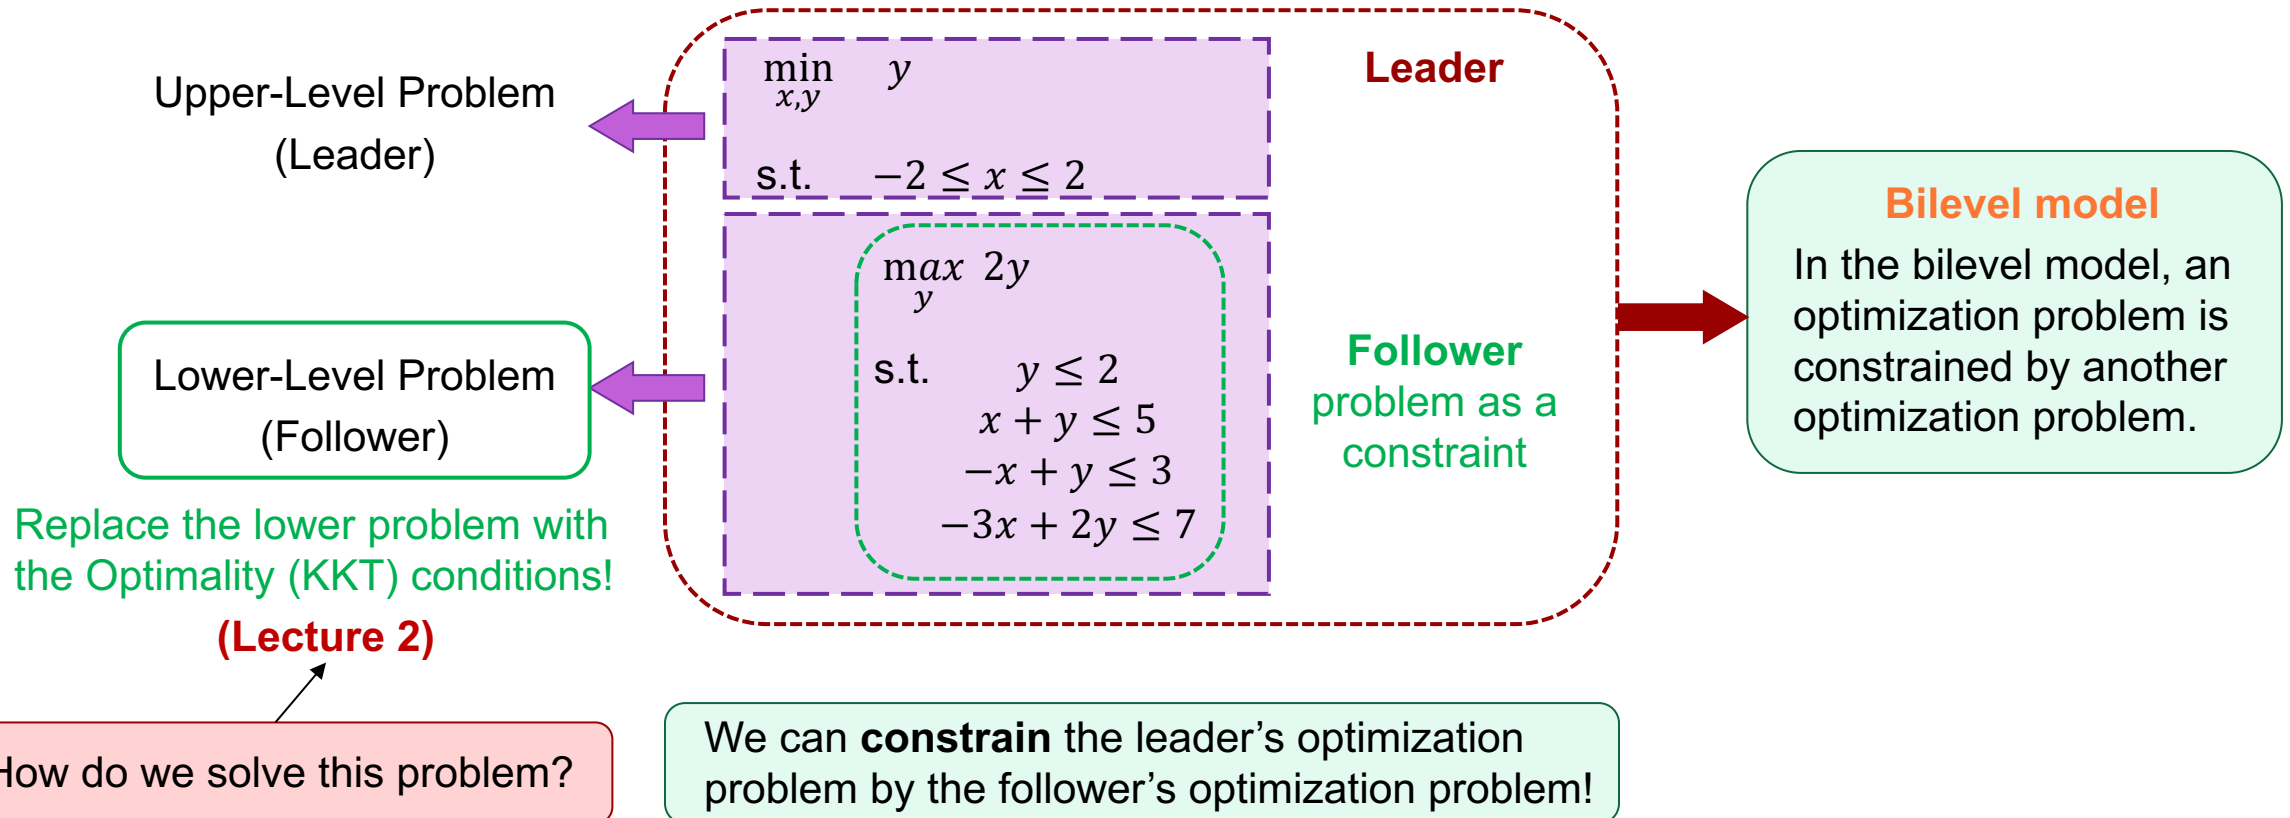 Upper-Level Problem
(Leader)
min x,y y
s.t. −2 ≤ x ≤ 2
Leader
Lower-Level Problem
(Follower)
max y 2y
s.t. y ≤ 2
x + y ≤ 5
−x + y ≤ 3
−3x + 2y ≤ 7
Follower
problem as a
constraint
Bilevel model
In the bilevel model, an
optimization problem is
constrained by another
optimization problem.
Replace the lower problem with
the Optimality (KKT) conditions!
(Lecture 2)
How do we solve this problem?
We can constrain the leader’s optimization
problem by the follower’s optimization problem!